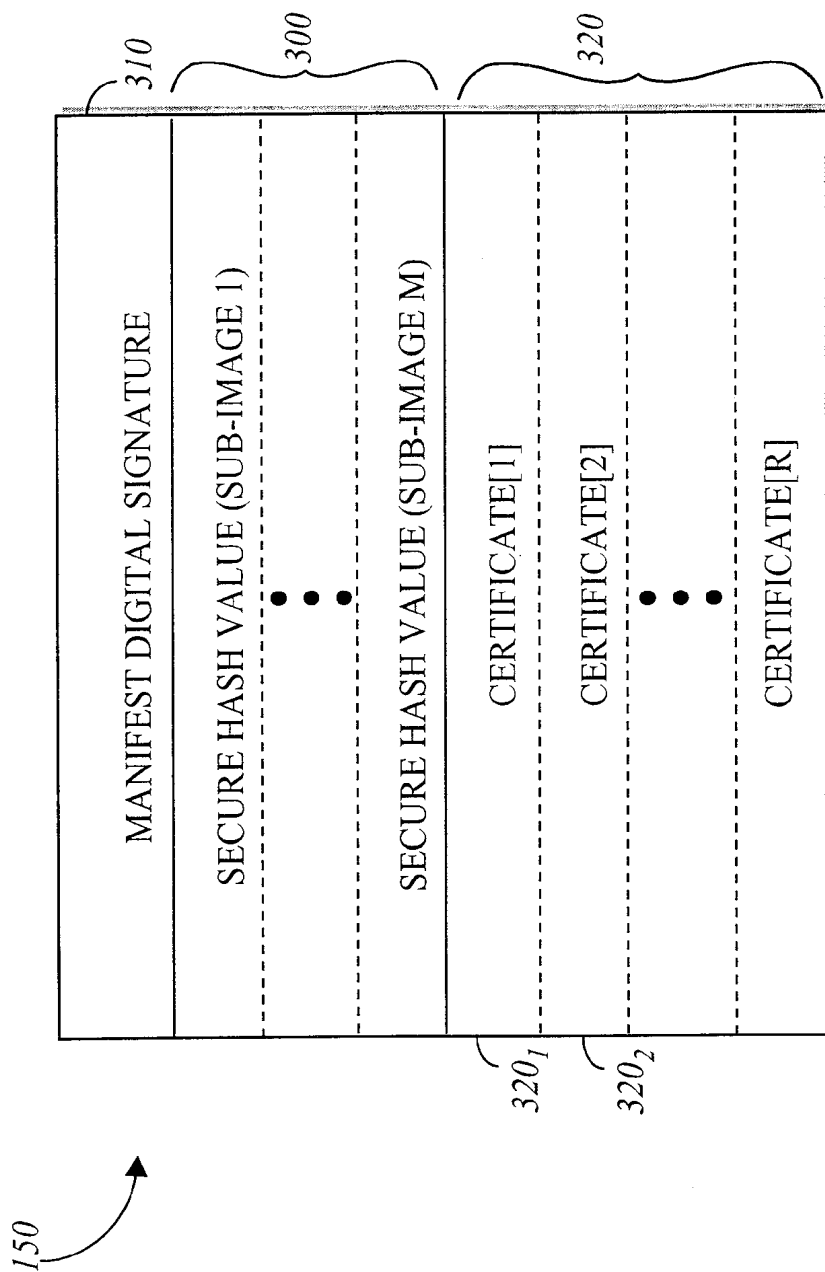 150
MANIFEST DIGITAL SIGNATURE
310
SECURE HASH VALUE (SUB-IMAGE 1)
300
SECURE HASH VALUE (SUB-IMAGE M)
CERTIFICATE[1]
320₁
320
CERTIFICATE[2]
320₂
CERTIFICATE[R]